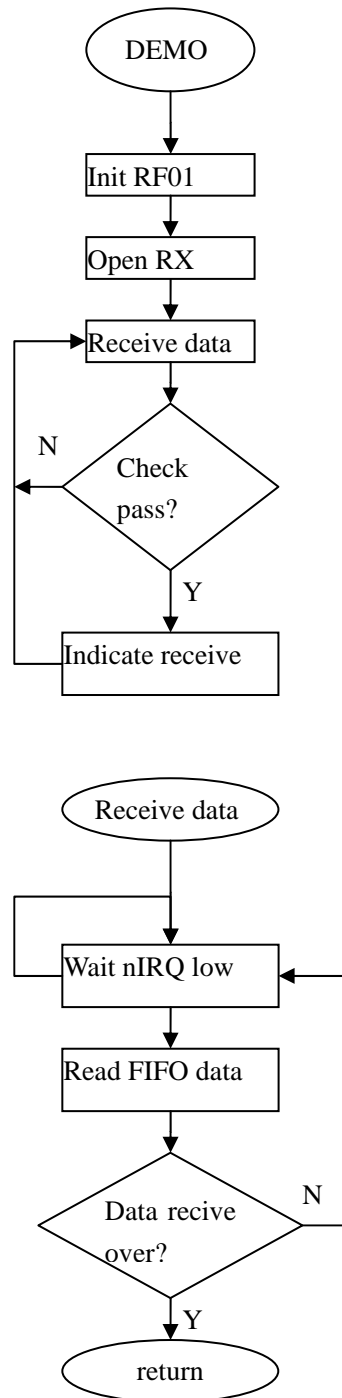 DEMO
Init RF01
Open RX
Receive data
N
Check
pass?
Y
Indicate receive
Receive data
Wait nIRQ low
Read FIFO data
Data recive
over?
N
Y
return